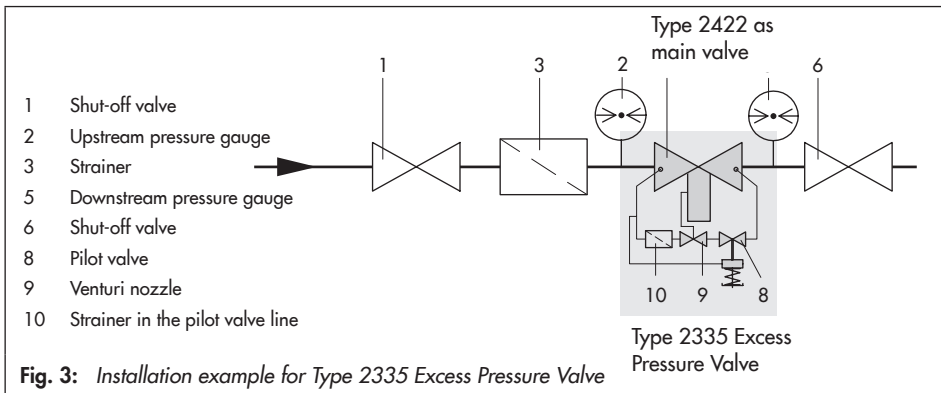 Type 2422 as
main valve
1
3
2
6
1 Shut-off valve
2 Upstream pressure gauge
3 Strainer
5 Downstream pressure gauge
6 Shut-off valve
8 Pilot valve
9 Venturi nozzle
10 Strainer in the pilot valve line
10 9 8
Type 2335 Excess
Pressure Valve
Fig. 3: Installation example for Type 2335 Excess Pressure Valve